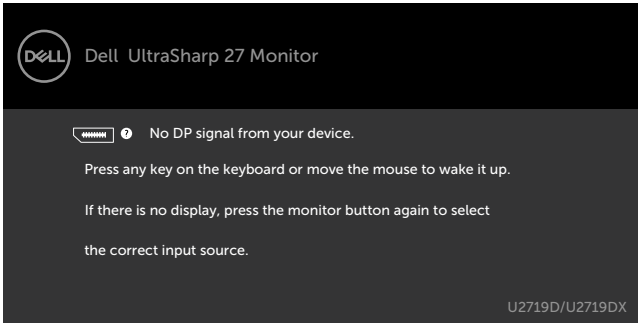 DELL
Dell UltraSharp 27 Monitor
? No DP signal from your device.
Press any key on the keyboard or move the mouse to wake it up.
If there is no display, press the monitor button again to select
the correct input source.
U2719D/U2719DX